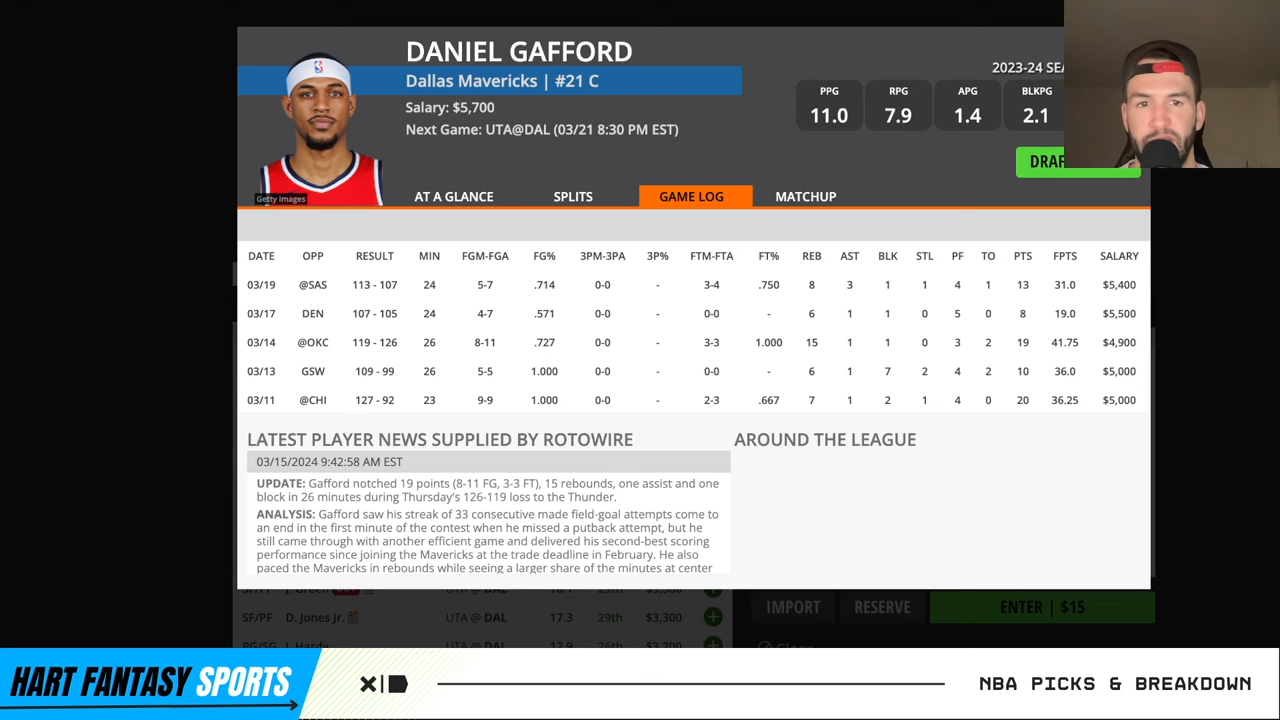 DANIEL GAFFORD
Dallas Mavericks | #21 C
Salary: $5,700
Next Game: UTA@DAL (03/21 8:30 PM EST)
Getty images
2023-24 SEA
PPG RPG APG BLKPG
11.0 7.9 1.4 2.1
DRAF
AT A GLANCE SPLITS GAME LOG MATCHUP
DATE OPP RESULT MIN FGM-FGA FG% 3PM-3PA 3P% FTM-FTA FT% REB AST BLK STL PF TO PTS FPTS SALARY
03/19 @SAS 113 - 107 24 5-7 .714 0-0 - 3-4 .750 8 3 1 1 4 1 13 31.0 $5,400
03/17 DEN 107 - 105 24 4-7 .571 0-0 - 0-0 - 6 1 1 0 5 0 8 19.0 $5,500
03/14 @OKC 119 - 126 26 8-11 .727 0-0 - 3-3 1.000 15 1 1 0 3 2 19 41.75 $4,900
03/13 GSW 109 - 99 26 5-5 1.000 0-0 - 0-0 - 6 1 7 2 4 2 10 36.0 $5,000
03/11 @CHI 127 - 92 23 9-9 1.000 0-0 - 2-3 .667 7 1 2 1 4 0 20 36.25 $5,000
LATEST PLAYER NEWS SUPPLIED BY ROTOWIRE
03/15/2024 9:42:58 AM EST
UPDATE: Gafford notched 19 points (8-11 FG, 3-3 FT), 15 rebounds, one assist and one
block in 26 minutes during Thursday's 126-119 loss to the Thunder.
ANALYSIS: Gafford saw his streak of 33 consecutive made field-goal attempts come to
an end in the first minute of the contest when he missed a putback attempt, but he
still came through with another efficient game and delivered his second-best scoring
performance since joining the Mavericks at the trade deadline in February. He also
paced the Mavericks in rebounds while seeing a larger share of the minutes at center
AROUND THE LEAGUE
SF/PF D. Jones Jr. UTA @ DAL 17.3 29th $3,300
IMPORT RESERVE ENTER | $15
HART FANTASY SPORTS
NBA PICKS & BREAKDOWN